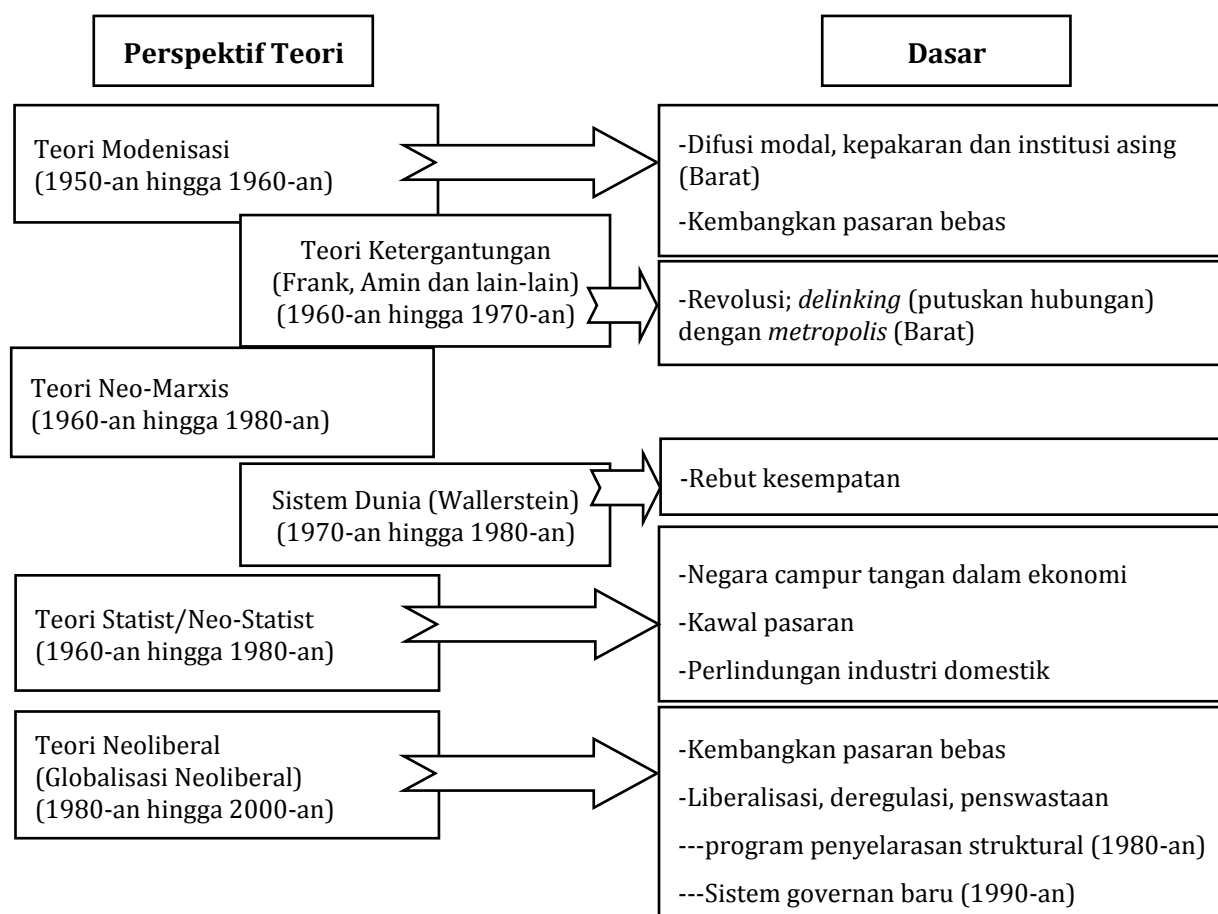 Perspektif Teori
Dasar
Teori Modenisasi
(1950-an hingga 1960-an)
-Difusi modal, kepakaran dan institusi asing
(Barat)
-Kembangkan pasaran bebas
Teori Ketergantungan
(Frank, Amin dan lain-lain)
(1960-an hingga 1970-an)
-Revolusi; delinking (putuskan hubungan)
dengan metropolis (Barat)
Teori Neo-Marxis
(1960-an hingga 1980-an)
Sistem Dunia (Wallerstein)
(1970-an hingga 1980-an)
-Rebut kesempatan
Teori Statist/Neo-Statist
(1960-an hingga 1980-an)
-Negara campur tangan dalam ekonomi
-Kawal pasaran
-Perlindungan industri domestik
Teori Neoliberal
(Globalisasi Neoliberal)
(1980-an hingga 2000-an)
-Kembangkan pasaran bebas
-Liberalisasi, deregulasi, penswastaan
---program penyelarasan struktural (1980-an)
---Sistem governan baru (1990-an)